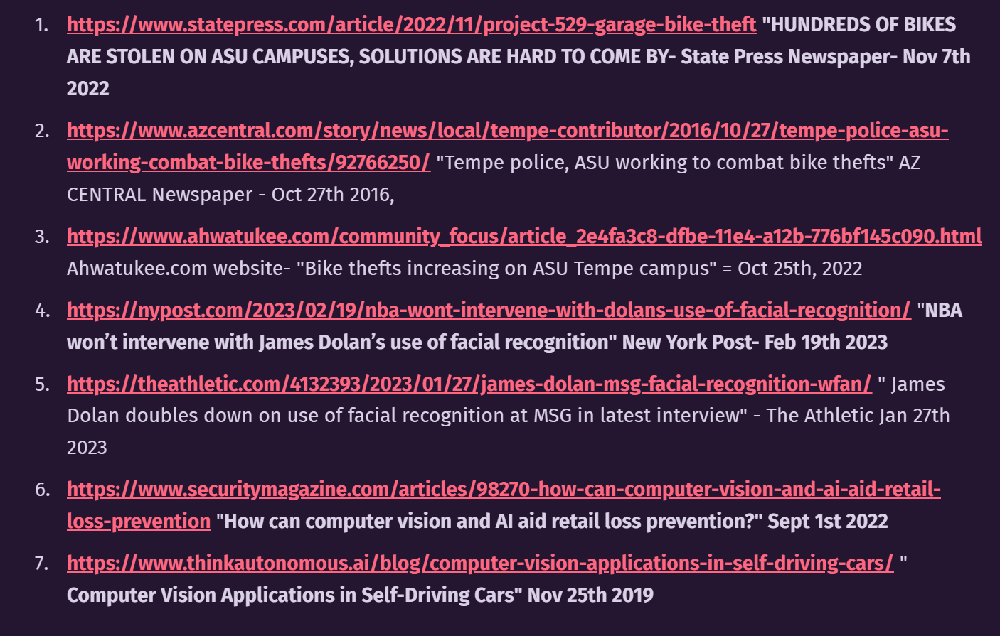 1. https://www.statepress.com/article/2022/11/project-529-garage-bike-theft "HUNDREDS OF BIKES
ARE STOLEN ON ASU CAMPUSES, SOLUTIONS ARE HARD TO COME BY- State Press Newspaper- Nov 7th
2022
2. https://www.azcentral.com/story/news/local/tempe-contributor/2016/10/27/tempe-police-asu-
working-combat-bike-thefts/92766250/ "Tempe police, ASU working to combat bike thefts" AZ
CENTRAL Newspaper - Oct 27th 2016,
3. https://www.ahwatukee.com/community_focus/article_2e4fa3c8-dfbe-11e4-a12b-776bf145c090.html
Ahwatukee.com website- "Bike thefts increasing on ASU Tempe campus" = Oct 25th, 2022
4. https://nypost.com/2023/02/19/nba-wont-intervene-with-dolans-use-of-facial-recognition/ "NBA
won’t intervene with James Dolan’s use of facial recognition" New York Post- Feb 19th 2023
5. https://theathletic.com/4132393/2023/01/27/james-dolan-msg-facial-recognition-wfan/ " James
Dolan doubles down on use of facial recognition at MSG in latest interview" - The Athletic Jan 27th
2023
6. https://www.securitymagazine.com/articles/98270-how-can-computer-vision-and-ai-aid-retail-
loss-prevention "How can computer vision and AI aid retail loss prevention?" Sept 1st 2022
7. https://www.thinkautonomous.ai/blog/computer-vision-applications-in-self-driving-cars/ "
Computer Vision Applications in Self-Driving Cars" Nov 25th 2019